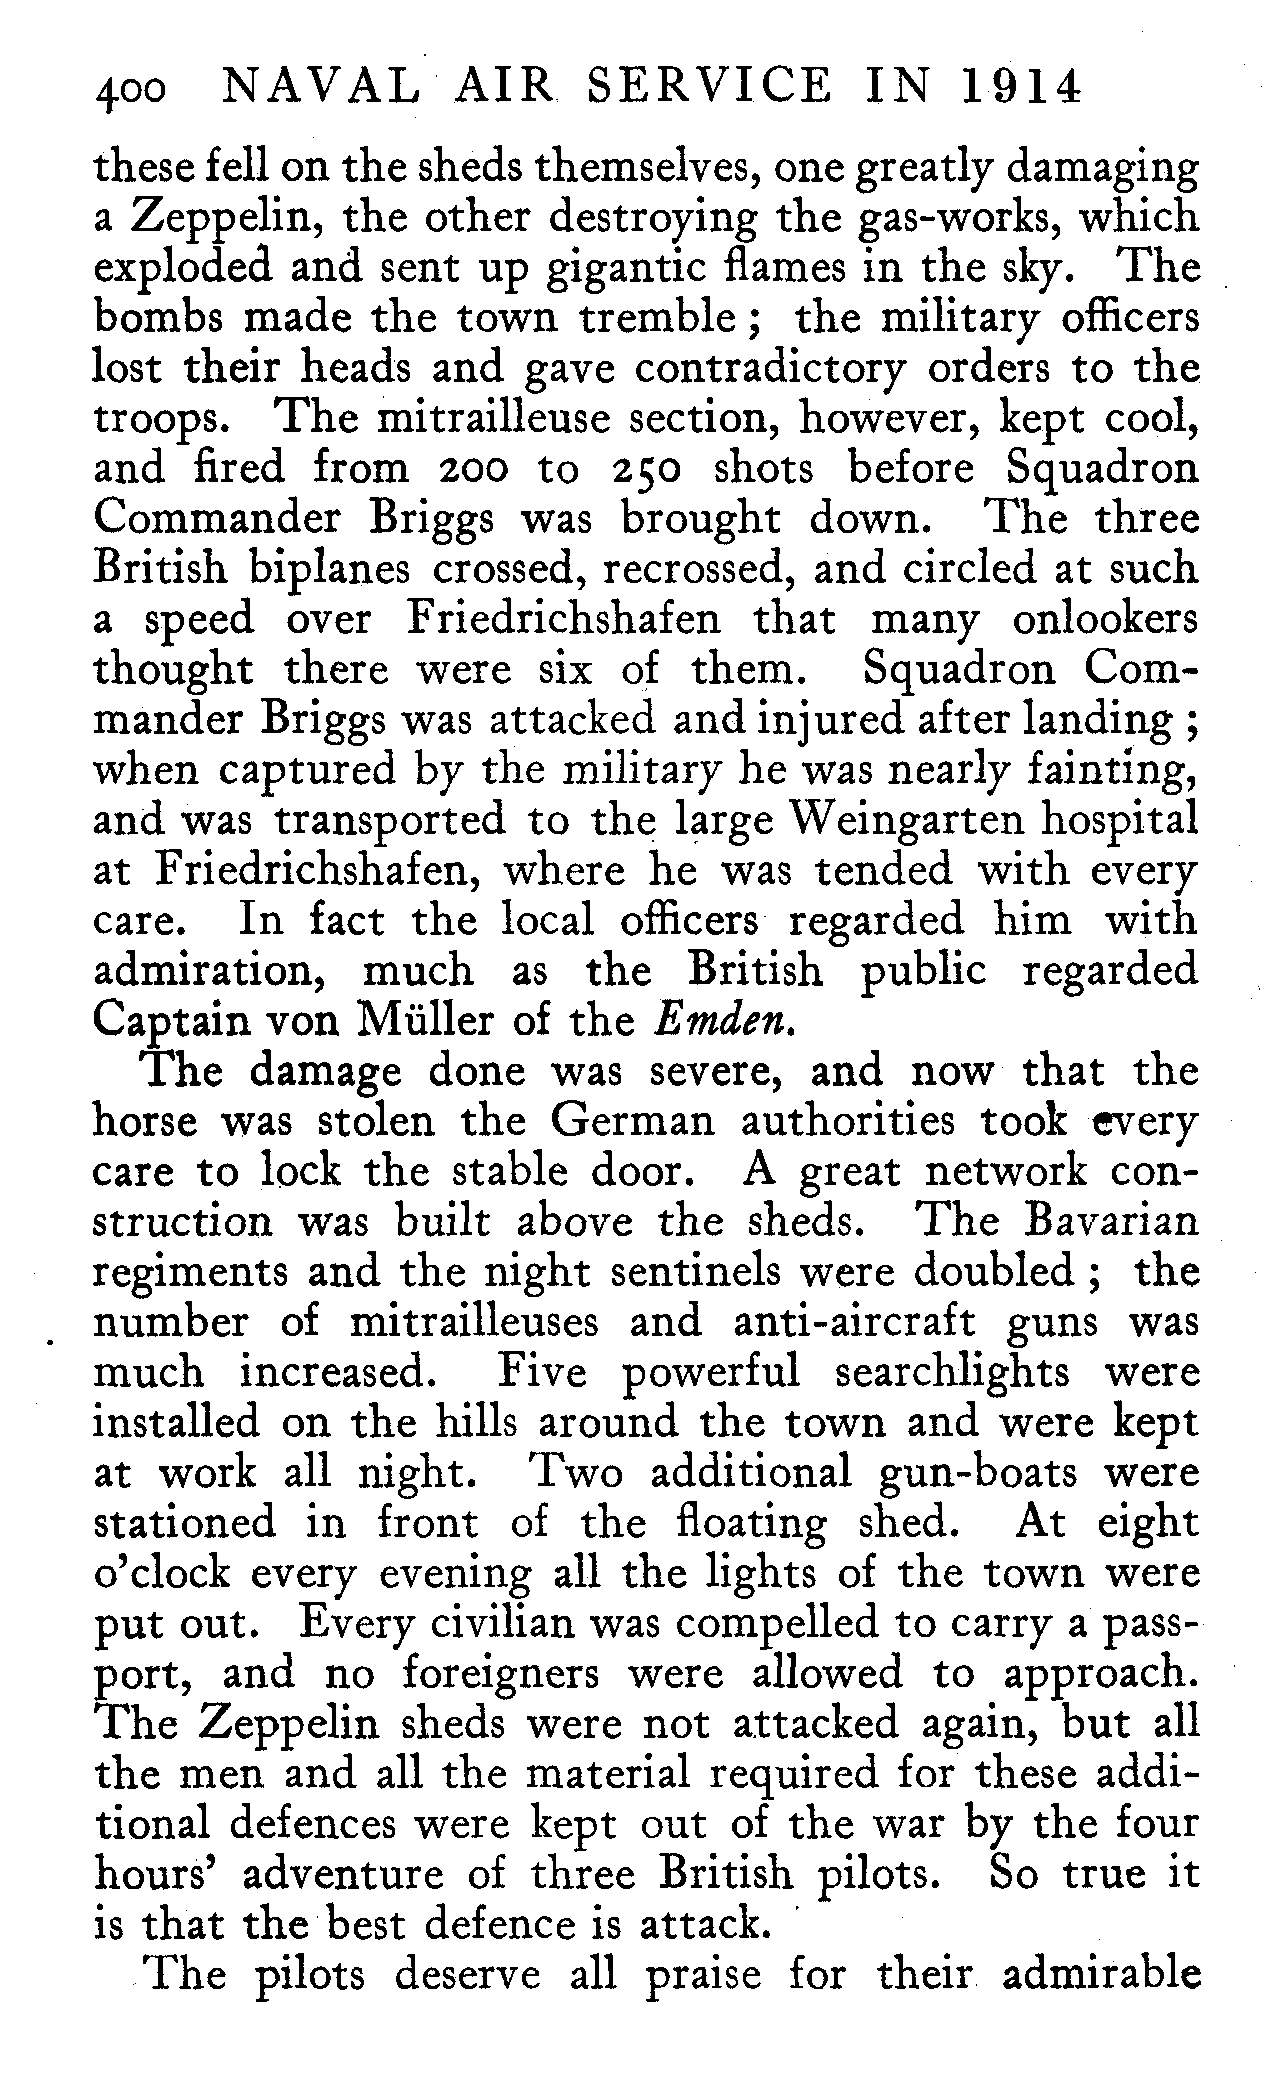 400 NAVAL AIR SERVICE IN 1914
these fell on the sheds themselves, one greatly damaging
a Zeppelin, the other destroying the gas-works, which
exploded and sent up gigantic flames in the sky. The
bombs made the town tremble ; the military officers
lost their heads and gave contradictory orders to the
troops. The mitrailleuse section, however, kept cool,
and fired from 200 to 250 shots before Squadron
Commander Briggs was brought down. The three
British biplanes crossed, recrossed, and circled at such
a speed over Friedrichshafen that many onlookers
thought there were six of them. Squadron Com-
mander Briggs was attacked and injured after landing ;
when captured by the military he was nearly fainting,
and was transported to the large Weingarten hospital
at Friedrichshafen, where he was tended with every
care. In fact the local officers regarded him with
admiration, much as the British public regarded
Captain von Müller of the Emden.
The damage done was severe, and now that the
horse was stolen the German authorities took every
care to lock the stable door. A great network con-
struction was built above the sheds. The Bavarian
regiments and the night sentinels were doubled ; the
number of mitrailleuses and anti-aircraft guns was
much increased. Five powerful searchlights were
installed on the hills around the town and were kept
at work all night. Two additional gun-boats were
stationed in front of the floating shed. At eight
o'clock every evening all the lights of the town were
put out. Every civilian was compelled to carry a pass-
port, and no foreigners were allowed to approach.
The Zeppelin sheds were not attacked again, but all
the men and all the material required for these addi-
tional defences were kept out of the war by the four
hours' adventure of three British pilots. So true it
is that the best defence is attack.
The pilots deserve all praise for their admirable